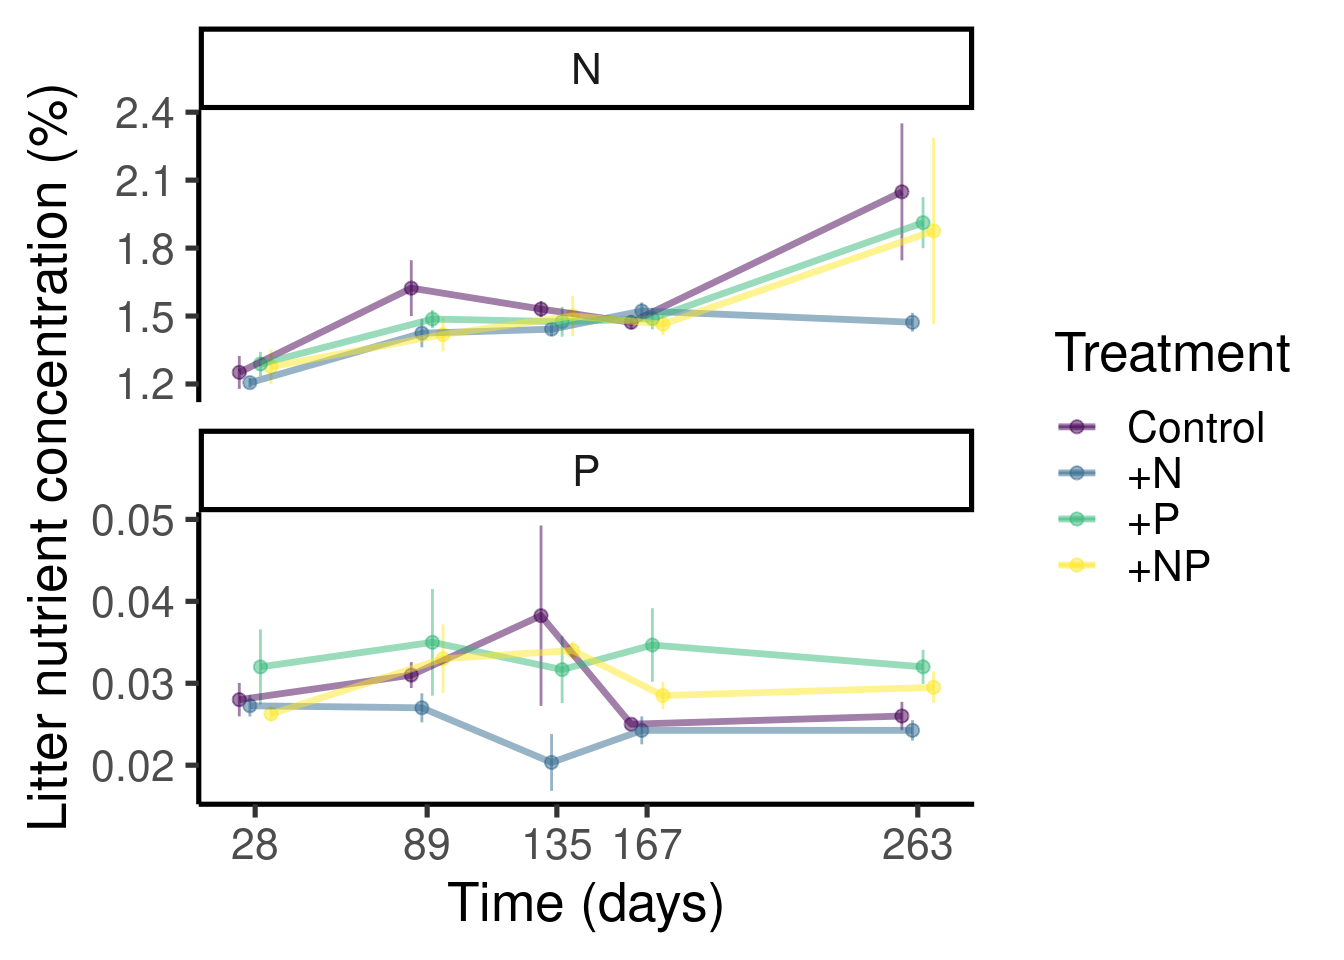 N
2.4
2.1
1.8
1.5
1.2
P
0.05
0.04
0.03
0.02
28 89 135 167 263
Time (days)
Litter nutrient concentration (%)
Treatment
Control
+N
+P
+NP